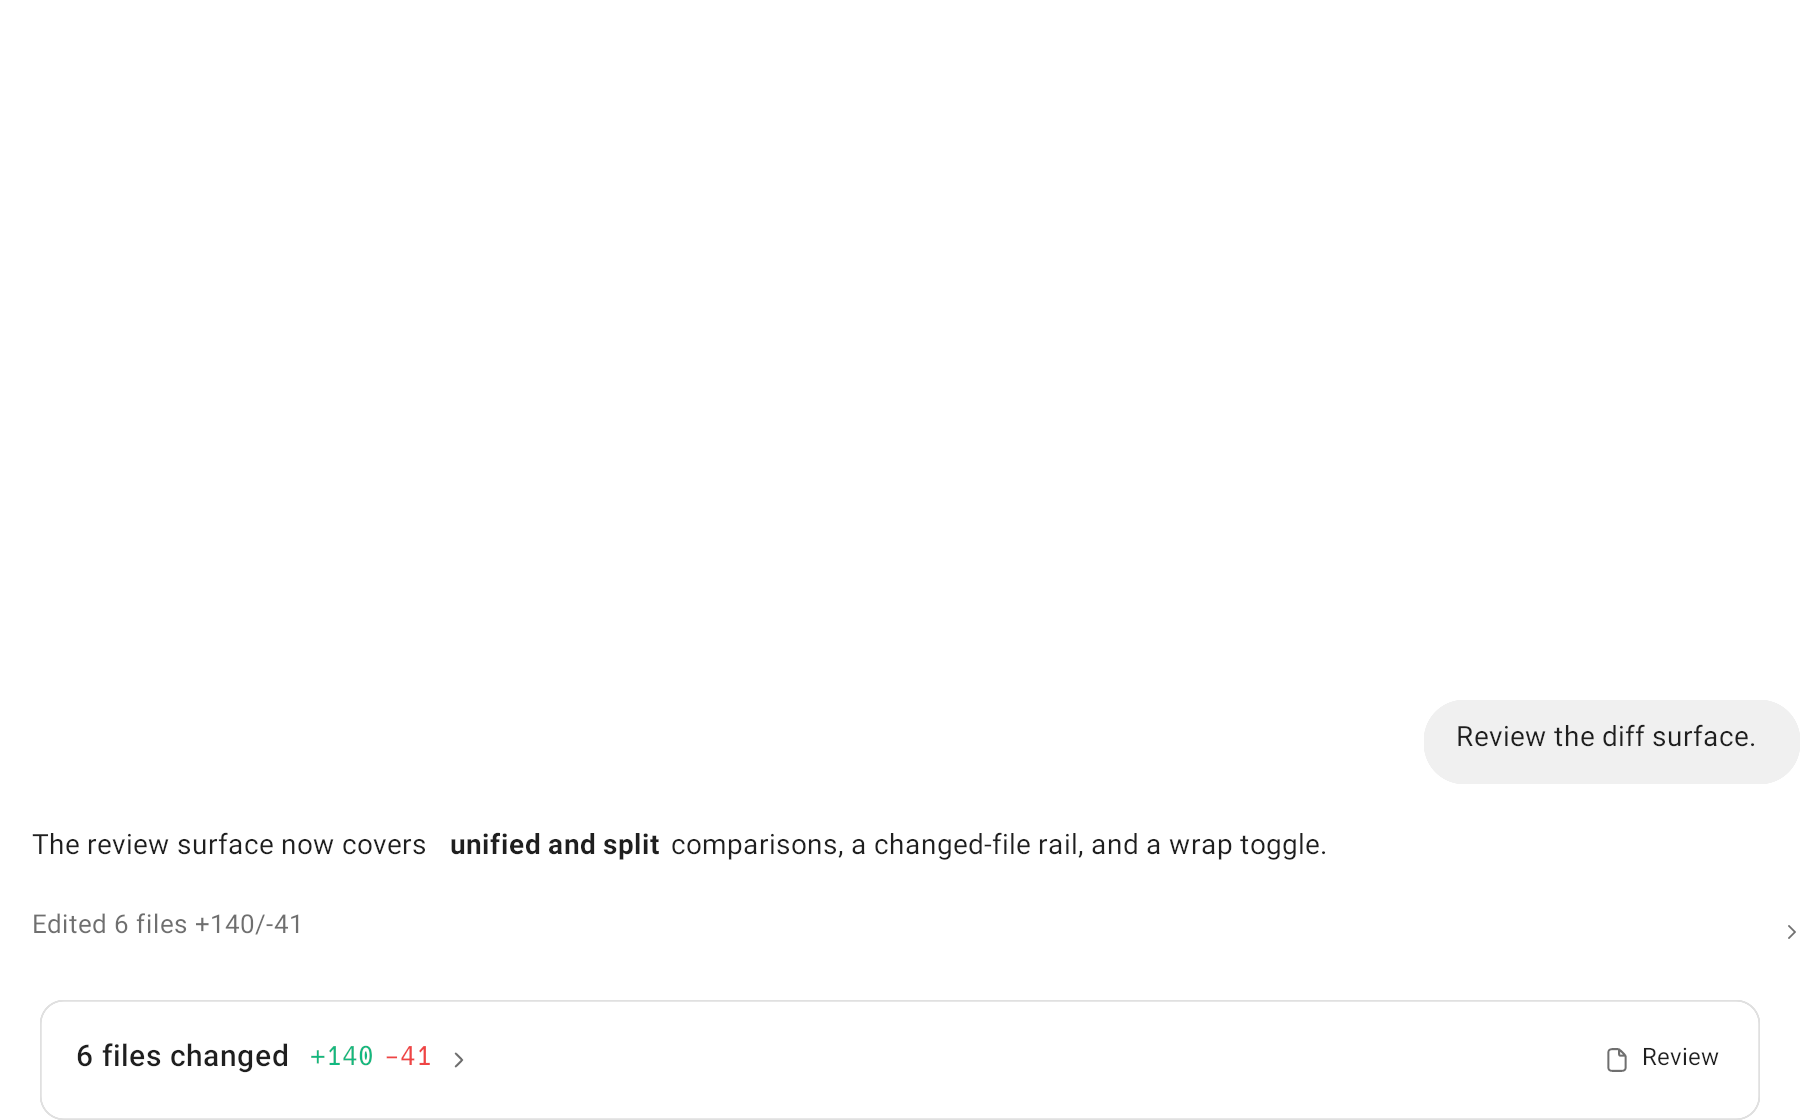 Review the diff surface.
The review surface now covers unified and split comparisons, a changed-file rail, and a wrap toggle.
Edited 6 files +140/-41
6 files changed +140 -41 Review